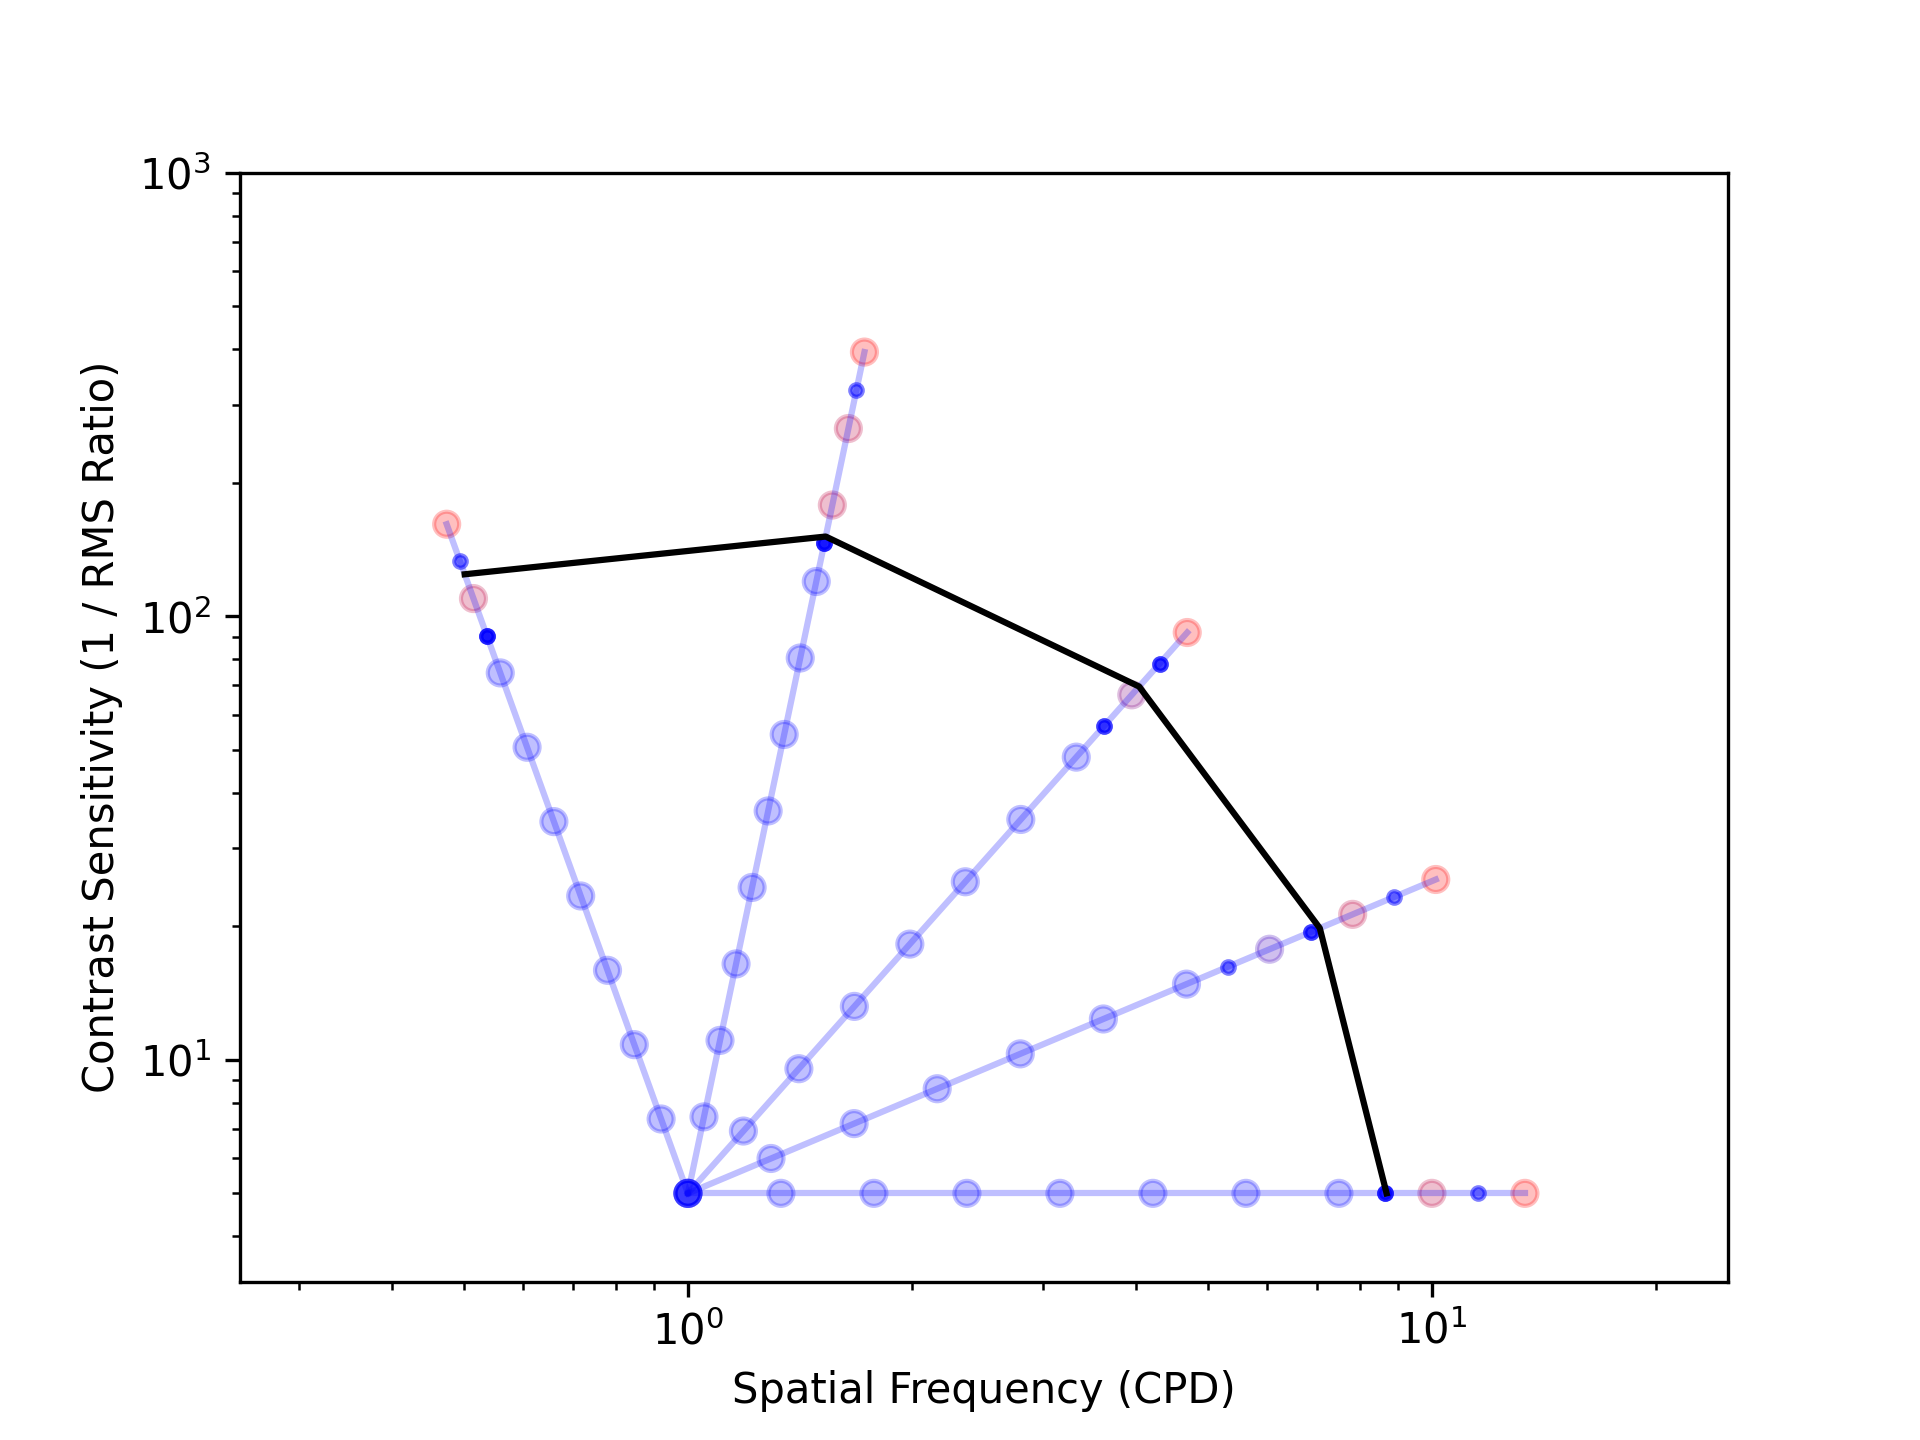 10³
10²
10¹
Contrast Sensitivity (1 / RMS Ratio)
10⁰
10¹
Spatial Frequency (CPD)